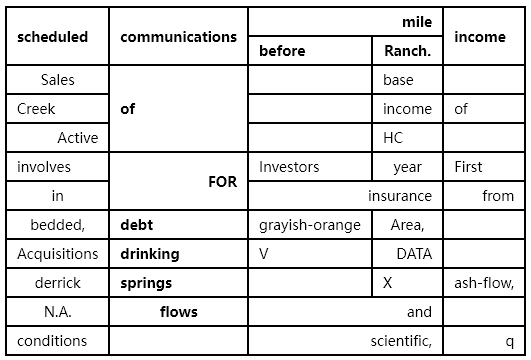 scheduled communications mile income
before Ranch.
Sales of base
Creek income of
Active HC
involves FOR Investors year First
in insurance from
bedded, debt grayish-orange Area,
Acquisitions drinking V DATA
derrick springs X ash-flow,
N.A. flows and
conditions scientific, q